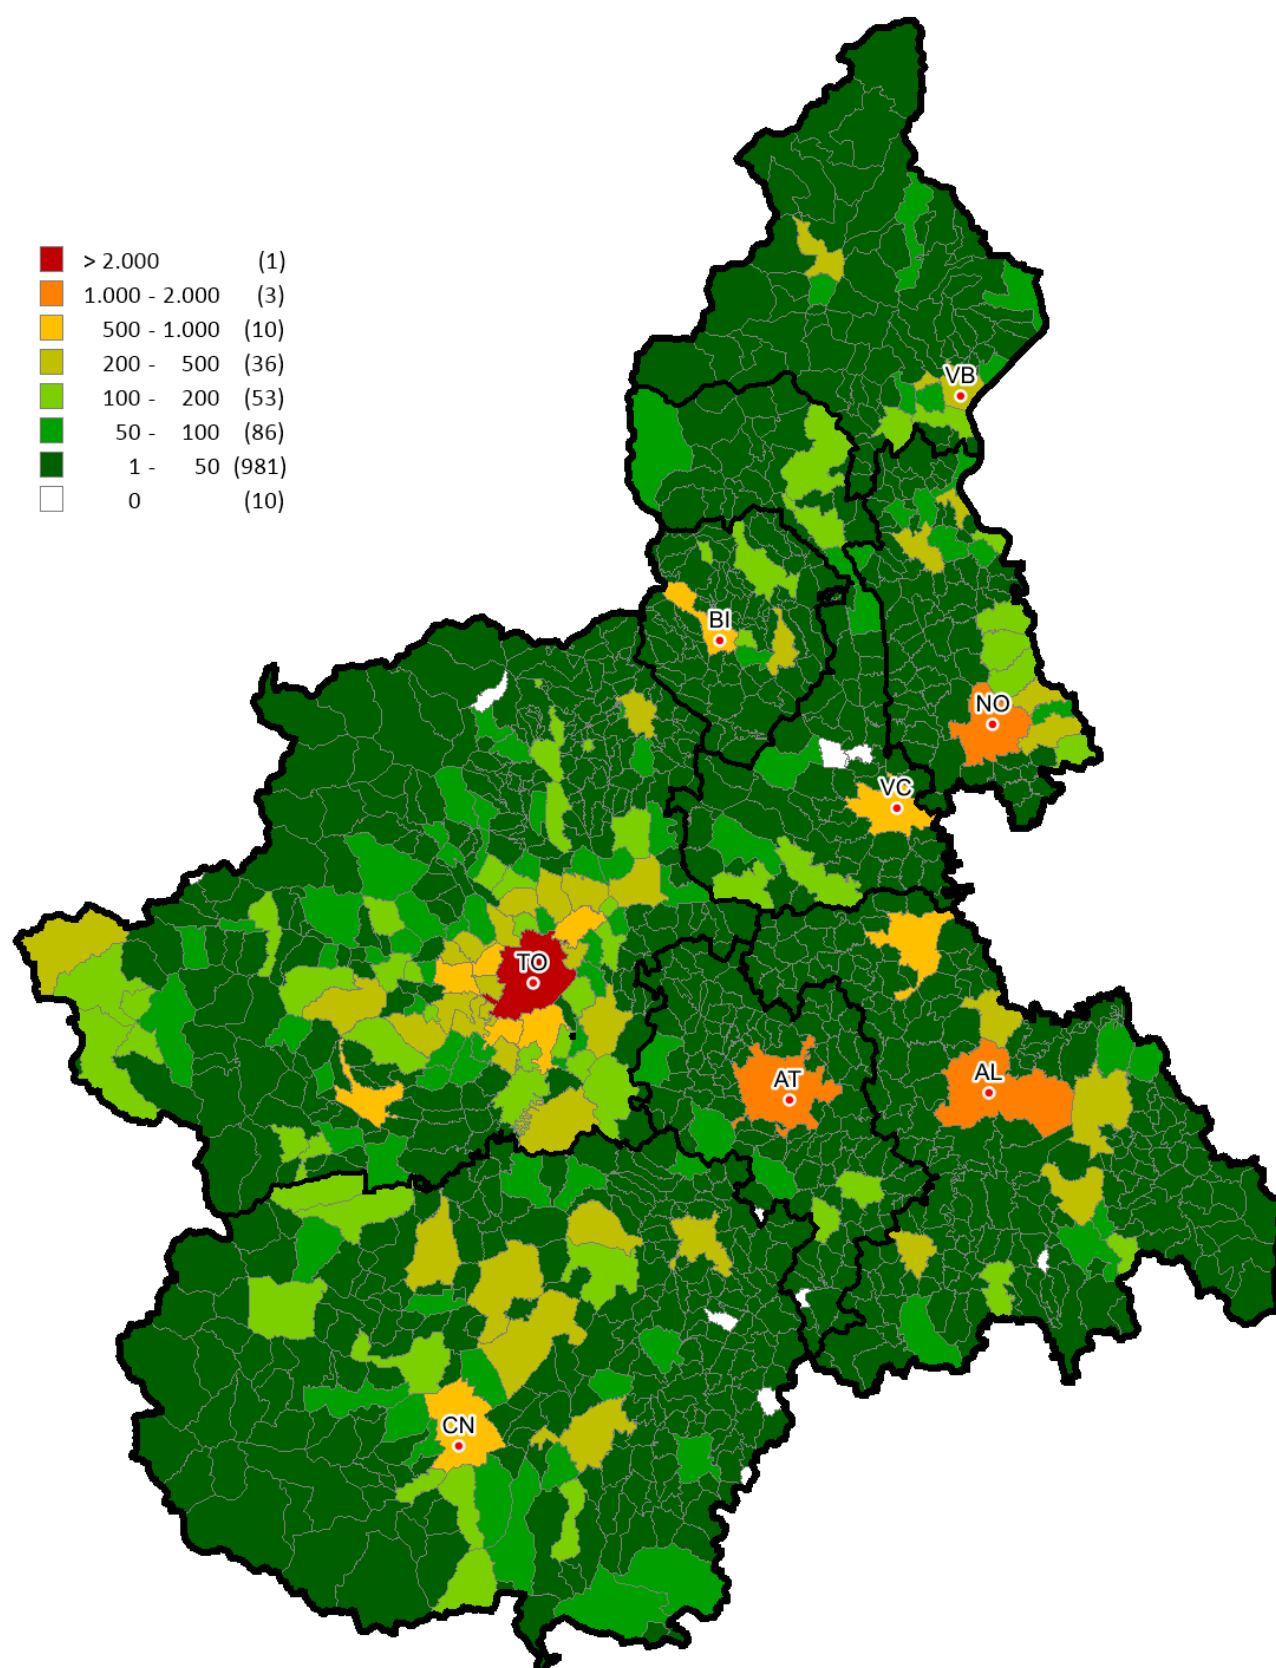 > 2.000 (1)
1.000 - 2.000 (3)
500 - 1.000 (10)
200 - 500 (36)
100 - 200 (53)
50 - 100 (86)
1 - 50 (981)
0 (10)
VB
BI
NO
VC
TO
AT
AL
CN